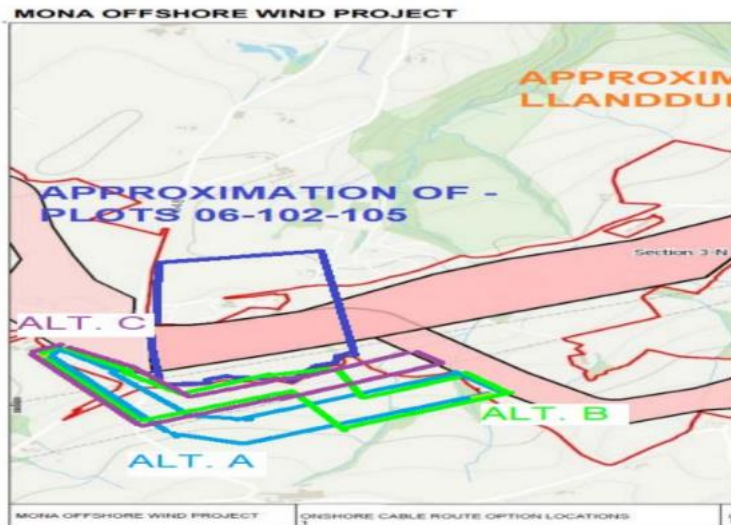 MONA OFFSHORE WIND PROJECT
APPROXIM
LLANDDU
APPROXIMATION OF -
PLOTS 06-102-105
Section 3-N
ALT. C
ALT. B
ALT. A
MONA OFFSHORE WIND PROJECT
ONSHORE CABLE ROUTE OPTION LOCATIONS
1